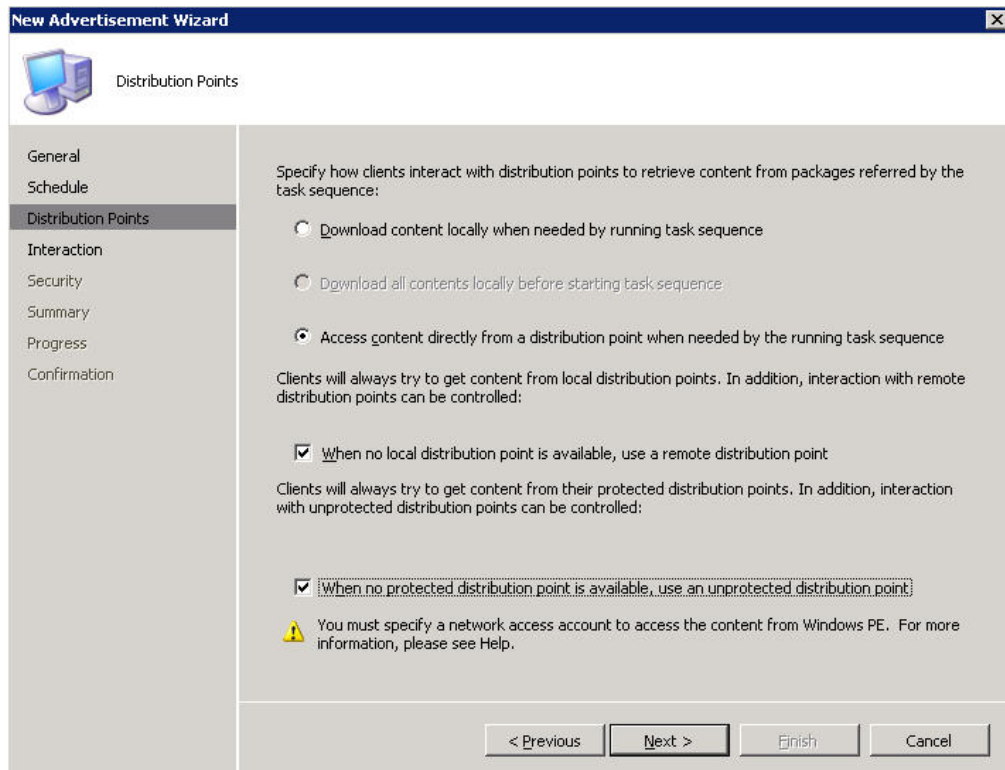 New Advertisement Wizard
Distribution Points
General
Schedule
Distribution Points
Interaction
Security
Summary
Progress
Confirmation
Specify how clients interact with distribution points to retrieve content from packages referred by the
task sequence:
Download content locally when needed by running task sequence
Download all contents locally before starting task sequence
Access content directly from a distribution point when needed by the running task sequence
Clients will always try to get content from local distribution points. In addition, interaction with remote
distribution points can be controlled:
When no local distribution point is available, use a remote distribution point
Clients will always try to get content from their protected distribution points. In addition, interaction
with unprotected distribution points can be controlled:
When no protected distribution point is available, use an unprotected distribution point
You must specify a network access account to access the content from Windows PE. For more
information, please see Help.
< Previous
Next >
Finish
Cancel